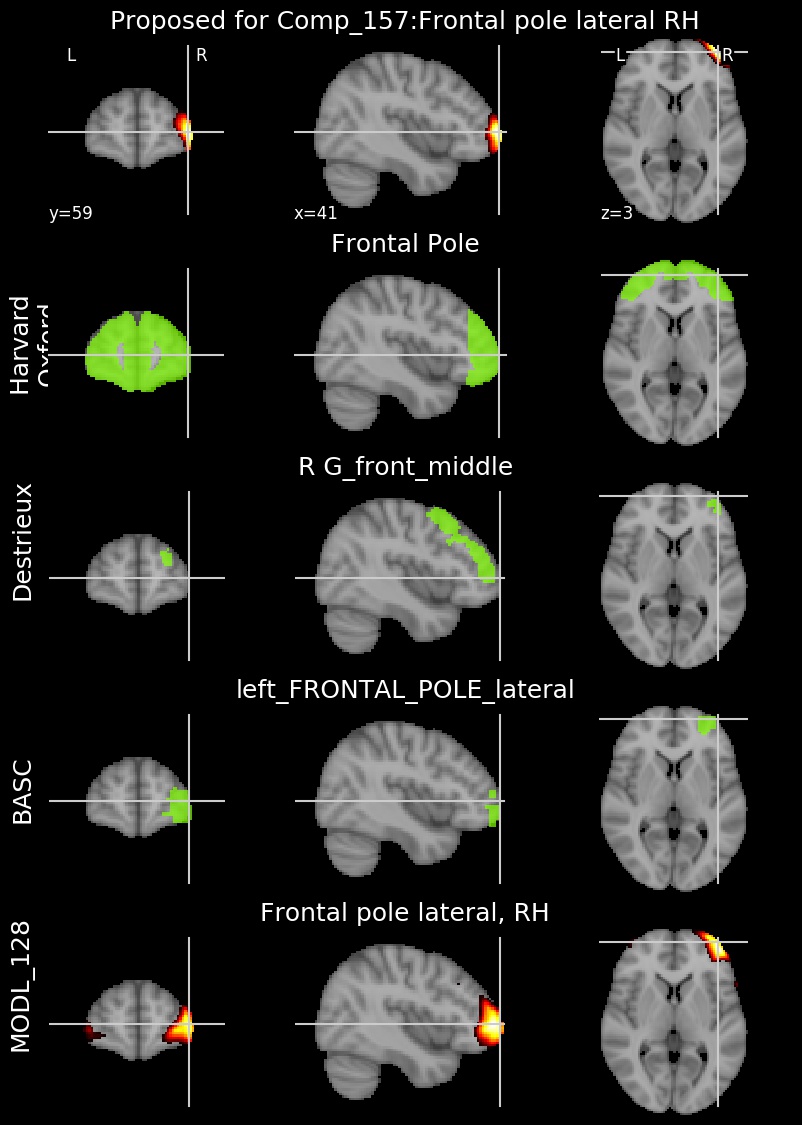 Proposed for Comp_157:Frontal pole lateral RH
L R L R
y=59 x=41 z=3
Frontal Pole
Harvard
Oxford
R G_front_middle
Destrieux
left_FRONTAL_POLE_lateral
BASC
Frontal pole lateral, RH
MODL_128